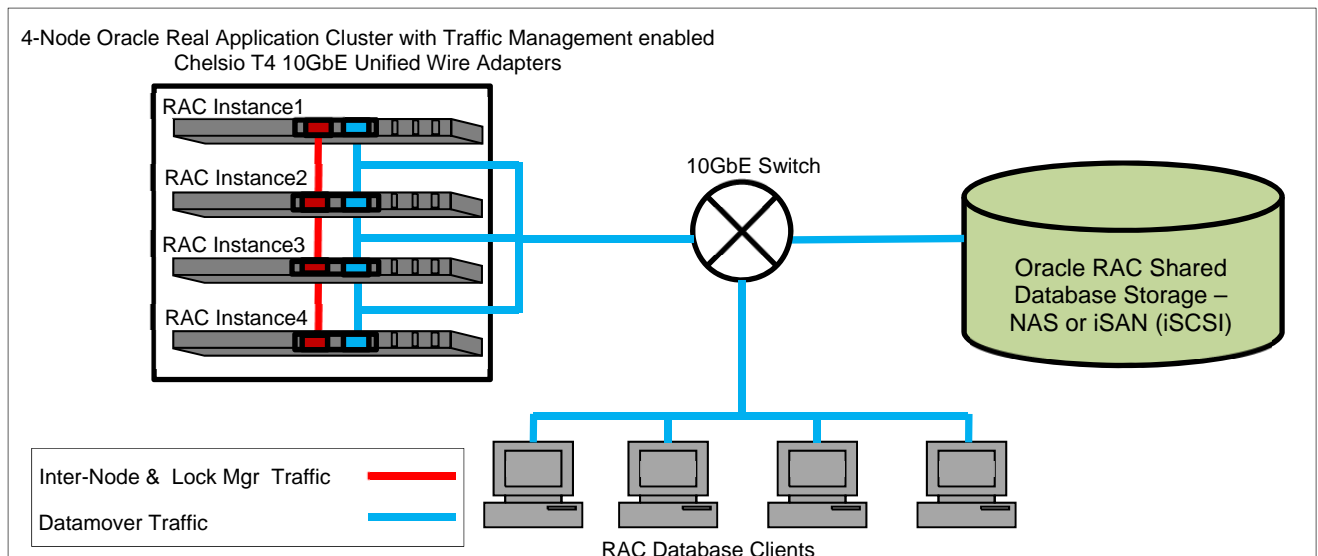 4-Node Oracle Real Application Cluster with Traffic Management enabled
Chelsio T4 10GbE Unified Wire Adapters
RAC Instance1
RAC Instance2
RAC Instance3
RAC Instance4
10GbE Switch
Oracle RAC Shared
Database Storage –
NAS or iSAN (iSCSI)
Inter-Node & Lock Mgr Traffic
Datamover Traffic
RAC Database Clients